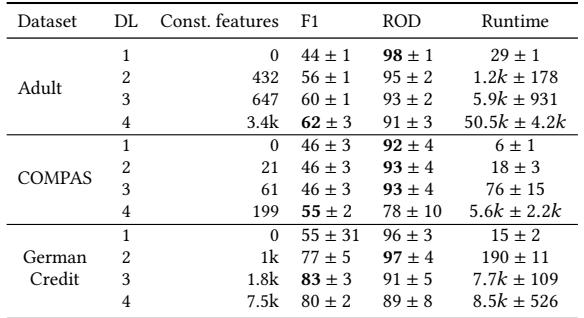 Dataset DL Const. features F1 ROD Runtime
1 0 44 ± 1 98 ± 1 29 ± 1
2 432 56 ± 1 95 ± 2 1.2k ± 178
Adult
3 647 60 ± 1 93 ± 2 5.9k ± 931
4 3.4k 62 ± 3 91 ± 3 50.5k ± 4.2k
1 0 46 ± 3 92 ± 4 6 ± 1
2 21 46 ± 3 93 ± 4 18 ± 3
COMPAS
3 61 46 ± 3 93 ± 4 76 ± 15
4 199 55 ± 2 78 ± 10 5.6k ± 2.2k
1 0 55 ± 31 96 ± 3 15 ± 2
German 2 1k 77 ± 5 97 ± 4 190 ± 11
Credit 3 1.8k 83 ± 3 91 ± 5 7.7k ± 109
4 7.5k 80 ± 2 89 ± 8 8.5k ± 526